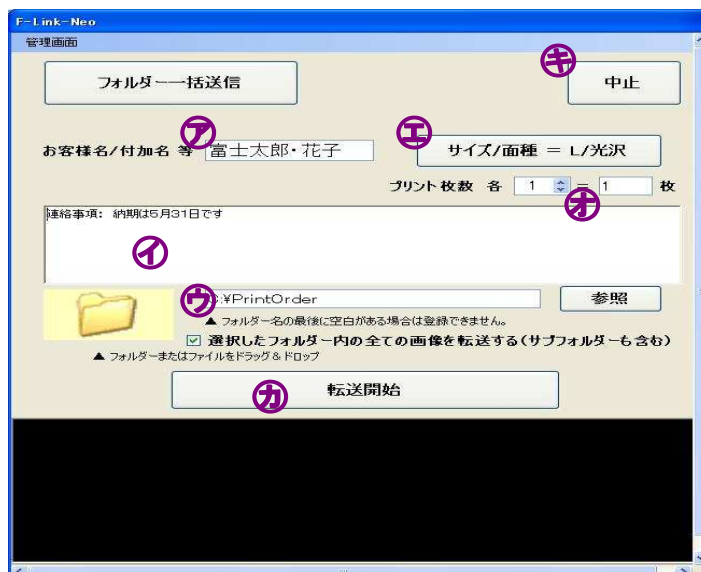 F-Link-Neo
管理画面
フォルダー一括送信
㋖
中止
お客様名/付加名 等
㋐
富士太郎・花子
㋓
サイズ/面種 = L/光沢
プリント枚数 各 1 = 1 枚
㋔
連絡事項: 納期は5月31日です
㋑
㋒
:¥PrintOrder
参照
▲ フォルダー名の最後に空白がある場合は登録できません。
選択したフォルダー内の全ての画像を転送する(サブフォルダーも含む)
▲ フォルダーまたはファイルをドラッグ & ドロップ
㋕
転送開始